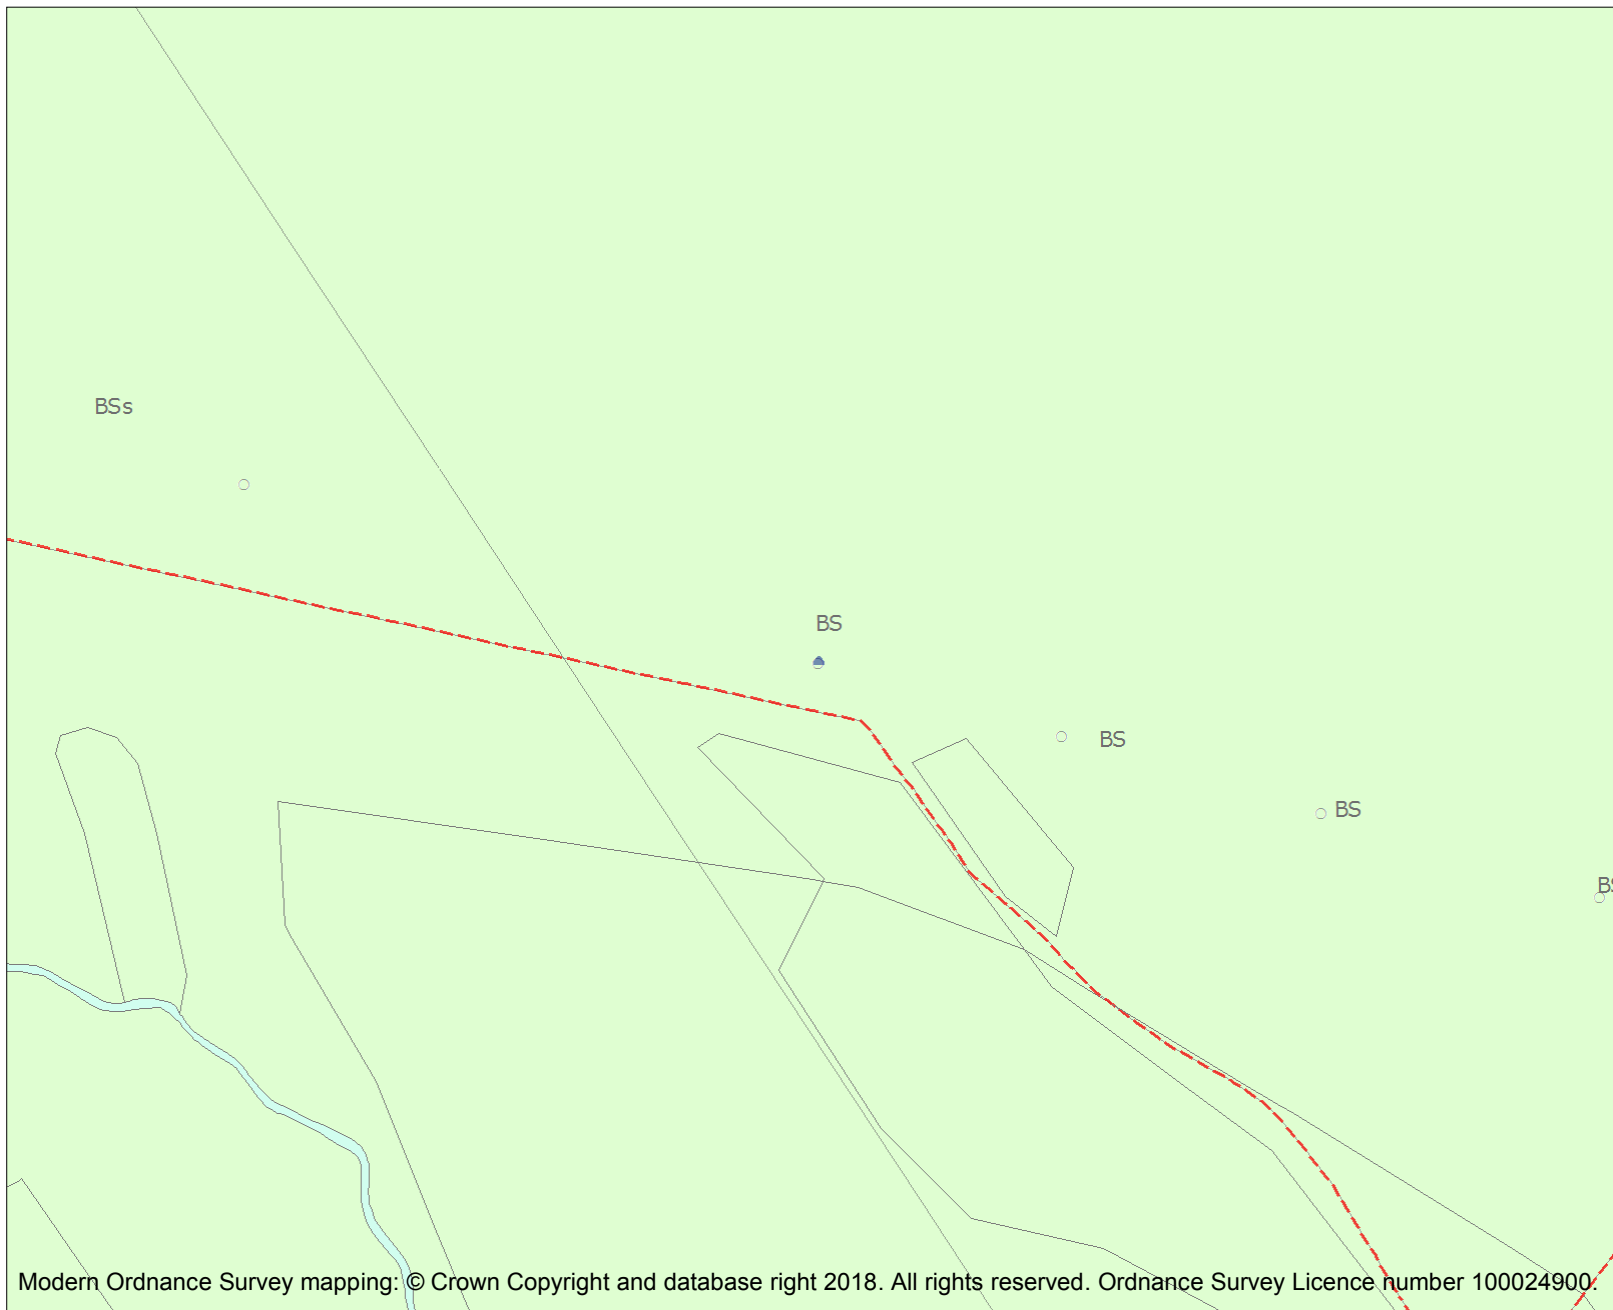 BSs
BS
BS
BS
BS
Modern Ordnance Survey mapping: © Crown Copyright and database right 2018. All rights reserved. Ordnance Survey Licence number 100024900.